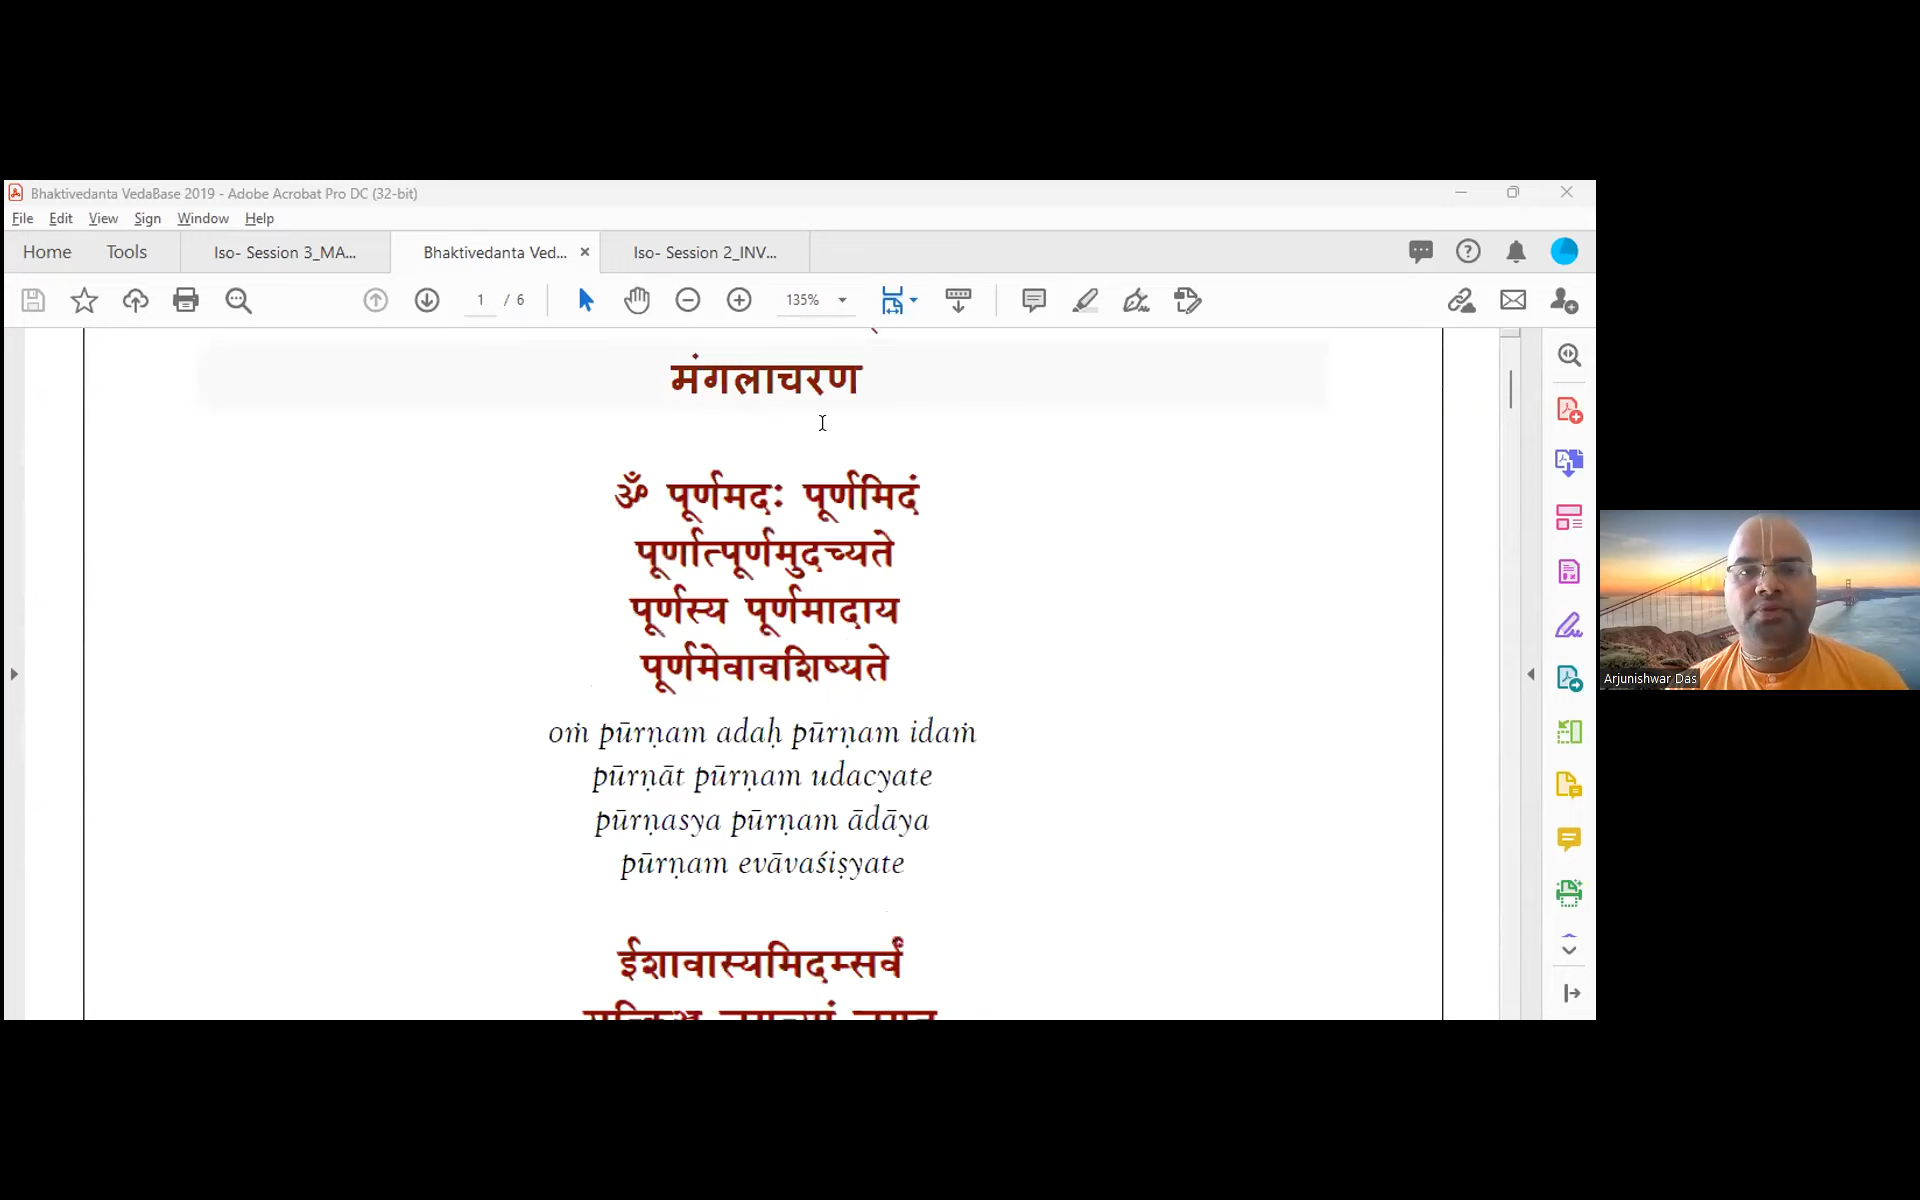 Bhaktivedanta VedaBase 2019 - Adobe Acrobat Pro DC (32-bit)
File Edit View Sign Window Help
Home Tools Iso- Session 3_MA... Bhaktivedanta Ved... Iso- Session 2_INV...
1 / 6 135%
मंगलाचरण
ॐ पूर्णमदः पूर्णमिदं
पूर्णात्पूर्णमुदच्यते
पूर्णस्य पूर्णमादाय
पूर्णमेवावशिष्यते
oṁ pūrṇam adaḥ pūrṇam idaṁ
pūrṇāt pūrṇam udacyate
pūrṇasya pūrṇam ādāya
pūrṇam evāvaśiṣyate
ईशावास्यमिदम्सर्वं
Arjunishwar Das